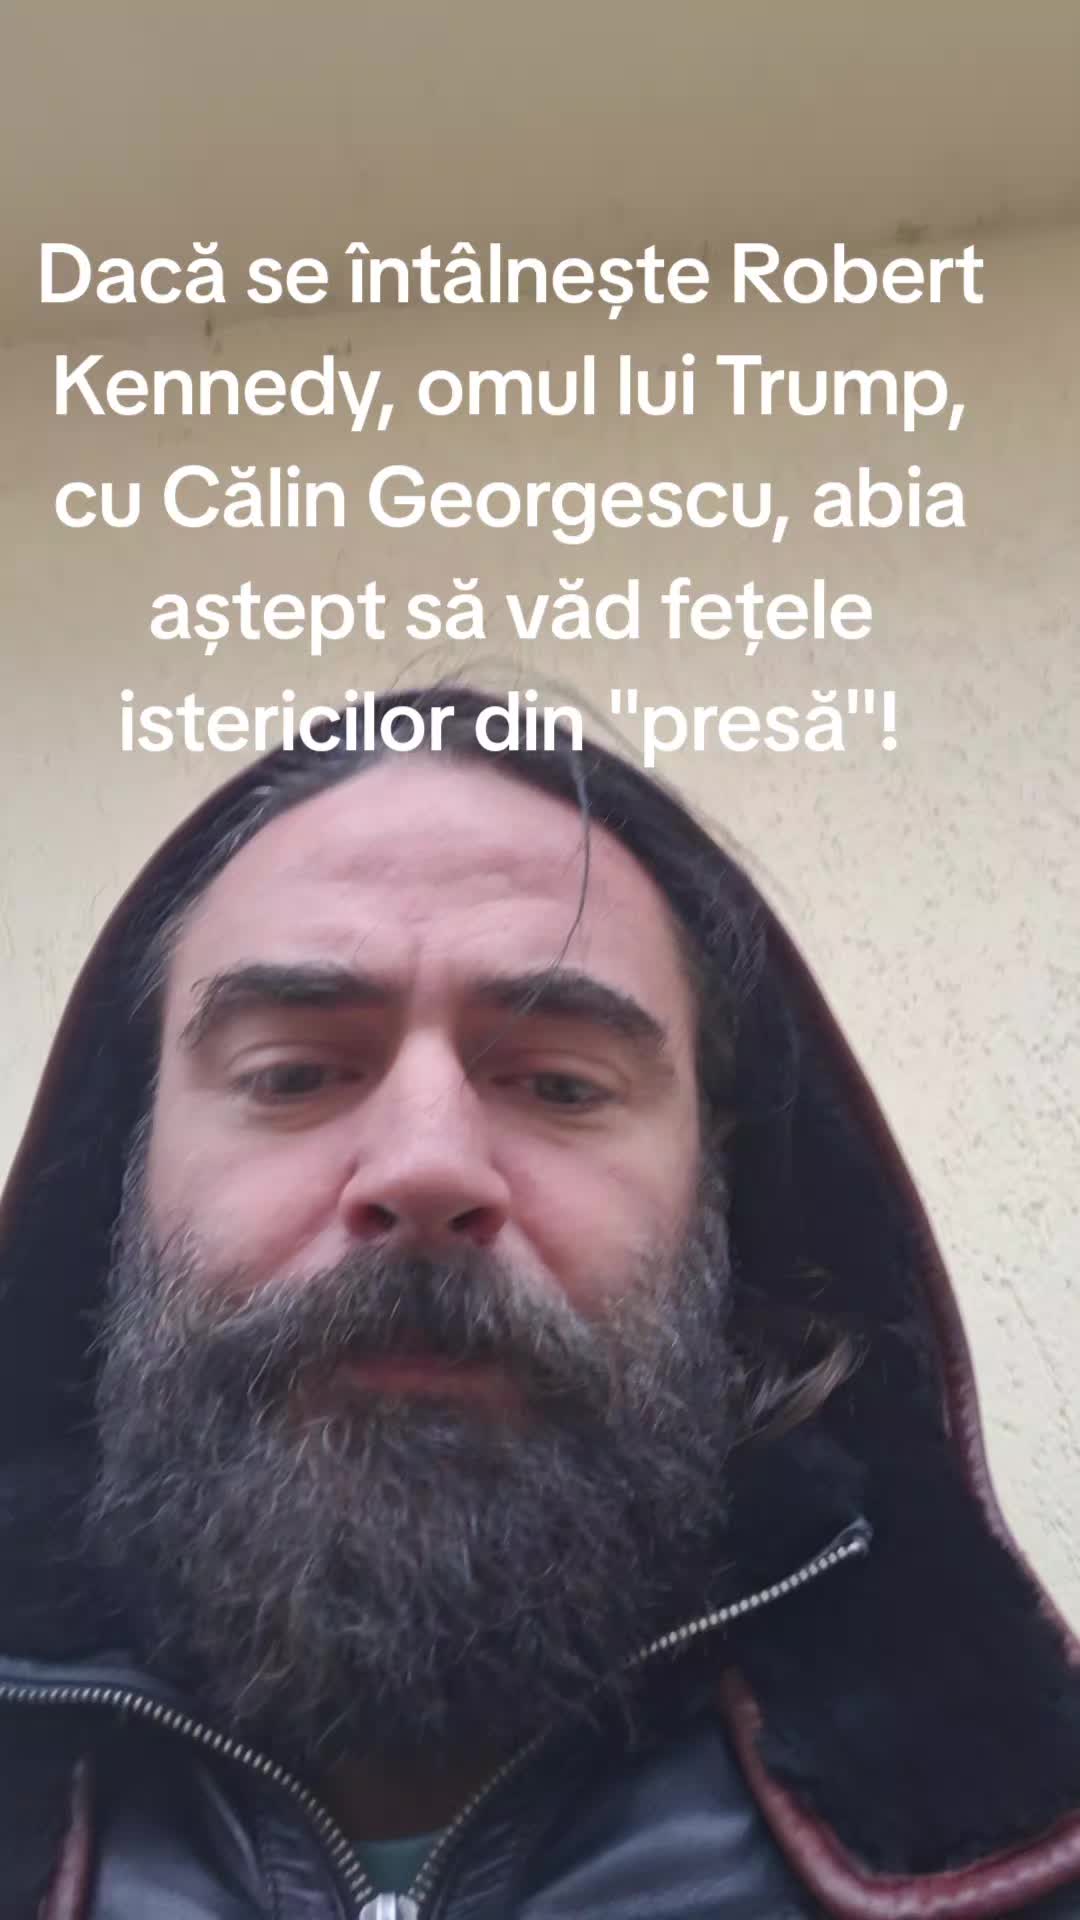 Dacă se întâlnește Robert
Kennedy, omul lui Trump,
cu Călin Georgescu, abia
aștept să văd fețele
istericilor din "presă"!